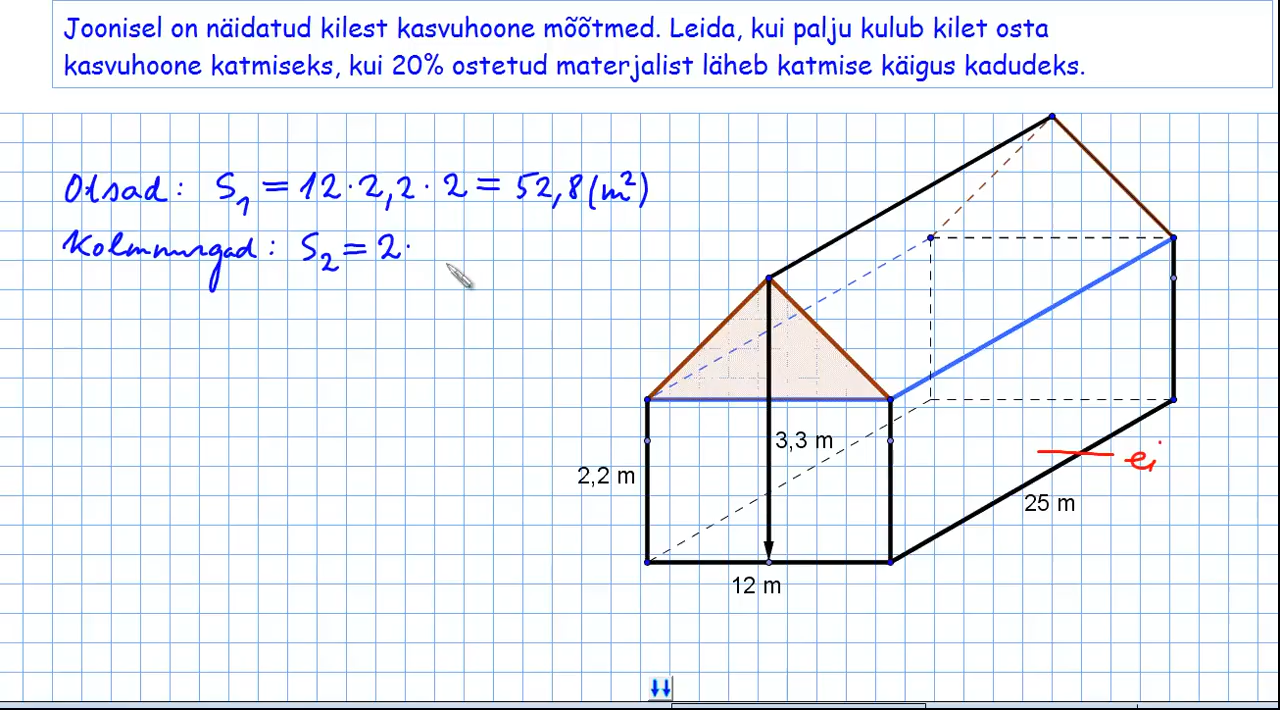 Joonisel on näidatud kilest kasvuhoone mõõtmed. Leida, kui palju kulub kilet osta
kasvuhoone katmiseks, kui 20% ostetud materjalist läheb katmise käigus kadudeks.
Otsad: S₁ = 12 · 2,2 · 2 = 52,8 (m²)
Kolmnurgad: S₂ = 2 ·
3,3 m
ei
2,2 m
25 m
12 m